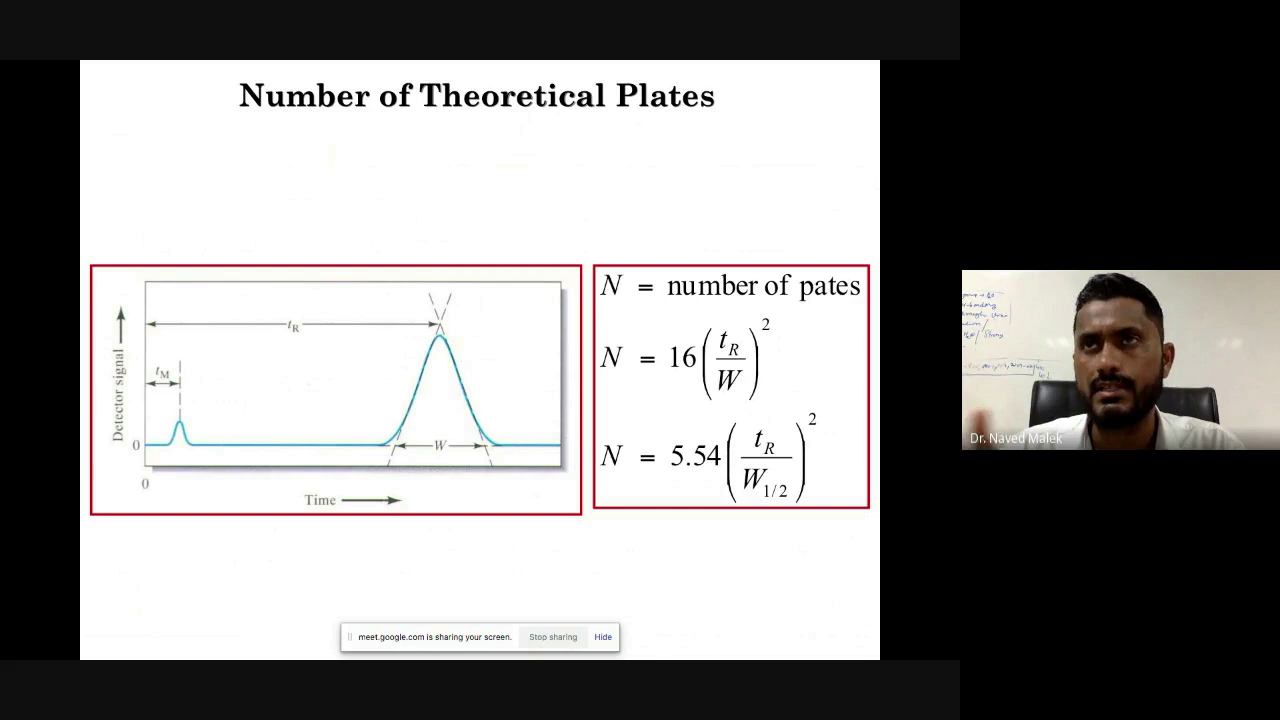 Number of Theoretical Plates
t_R
t_M
Detector signal
0
W
0
Time
N = number of pates
N = 16 (t_R / W)^2
N = 5.54 (t_R / W_1/2)^2
Dr. Naved Malek
meet.google.com is sharing your screen.
Stop sharing
Hide